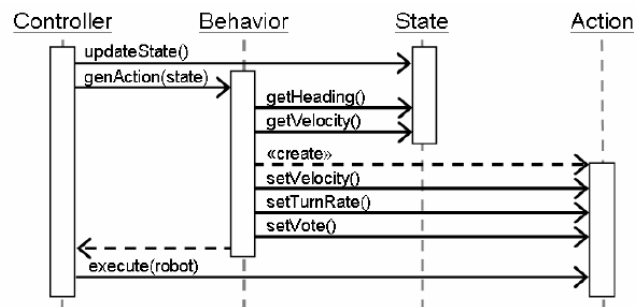 Controller Behavior State Action
updateState()
genAction(state)
getHeading()
getVelocity()
«create»
setVelocity()
setTurnRate()
setVote()
execute(robot)